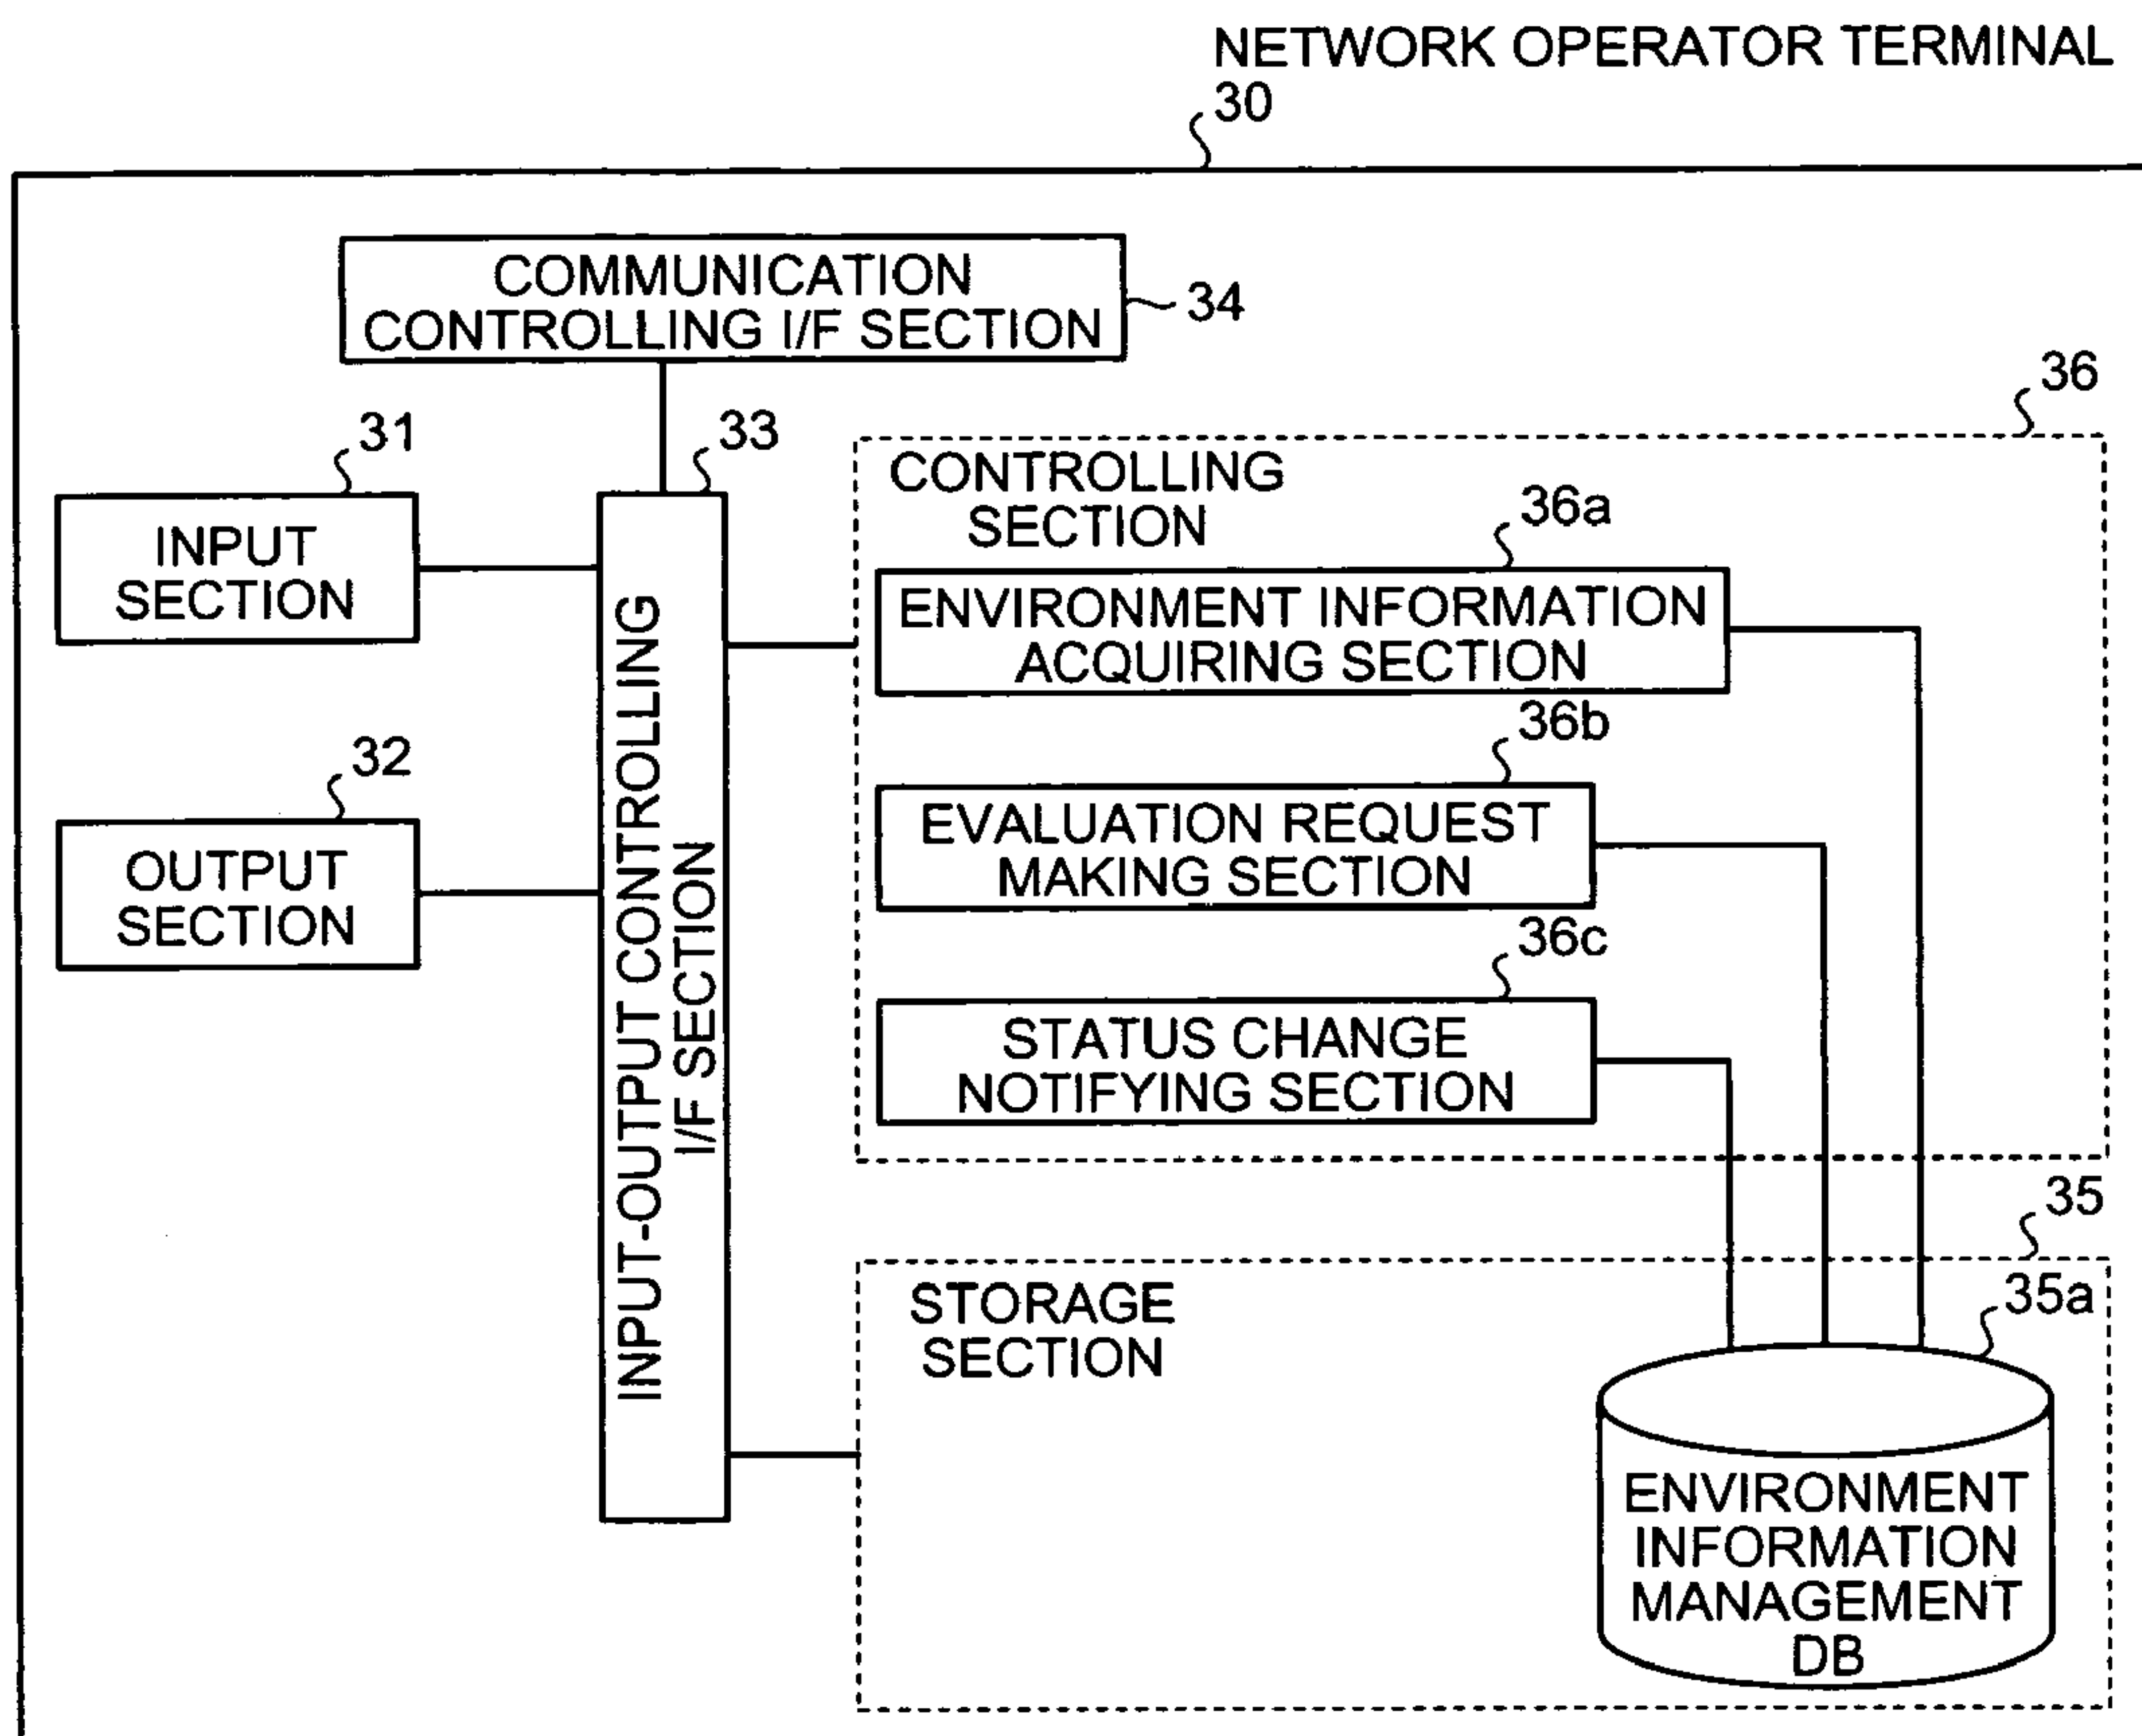 NETWORK OPERATOR TERMINAL
30
COMMUNICATION
CONTROLLING I/F SECTION
34
31
INPUT
SECTION
32
OUTPUT
SECTION
33
INPUT-OUTPUT CONTROLLING
I/F SECTION
36
CONTROLLING
SECTION
36a
ENVIRONMENT INFORMATION
ACQUIRING SECTION
36b
EVALUATION REQUEST
MAKING SECTION
36c
STATUS CHANGE
NOTIFYING SECTION
35
STORAGE
SECTION
35a
ENVIRONMENT
INFORMATION
MANAGEMENT
DB